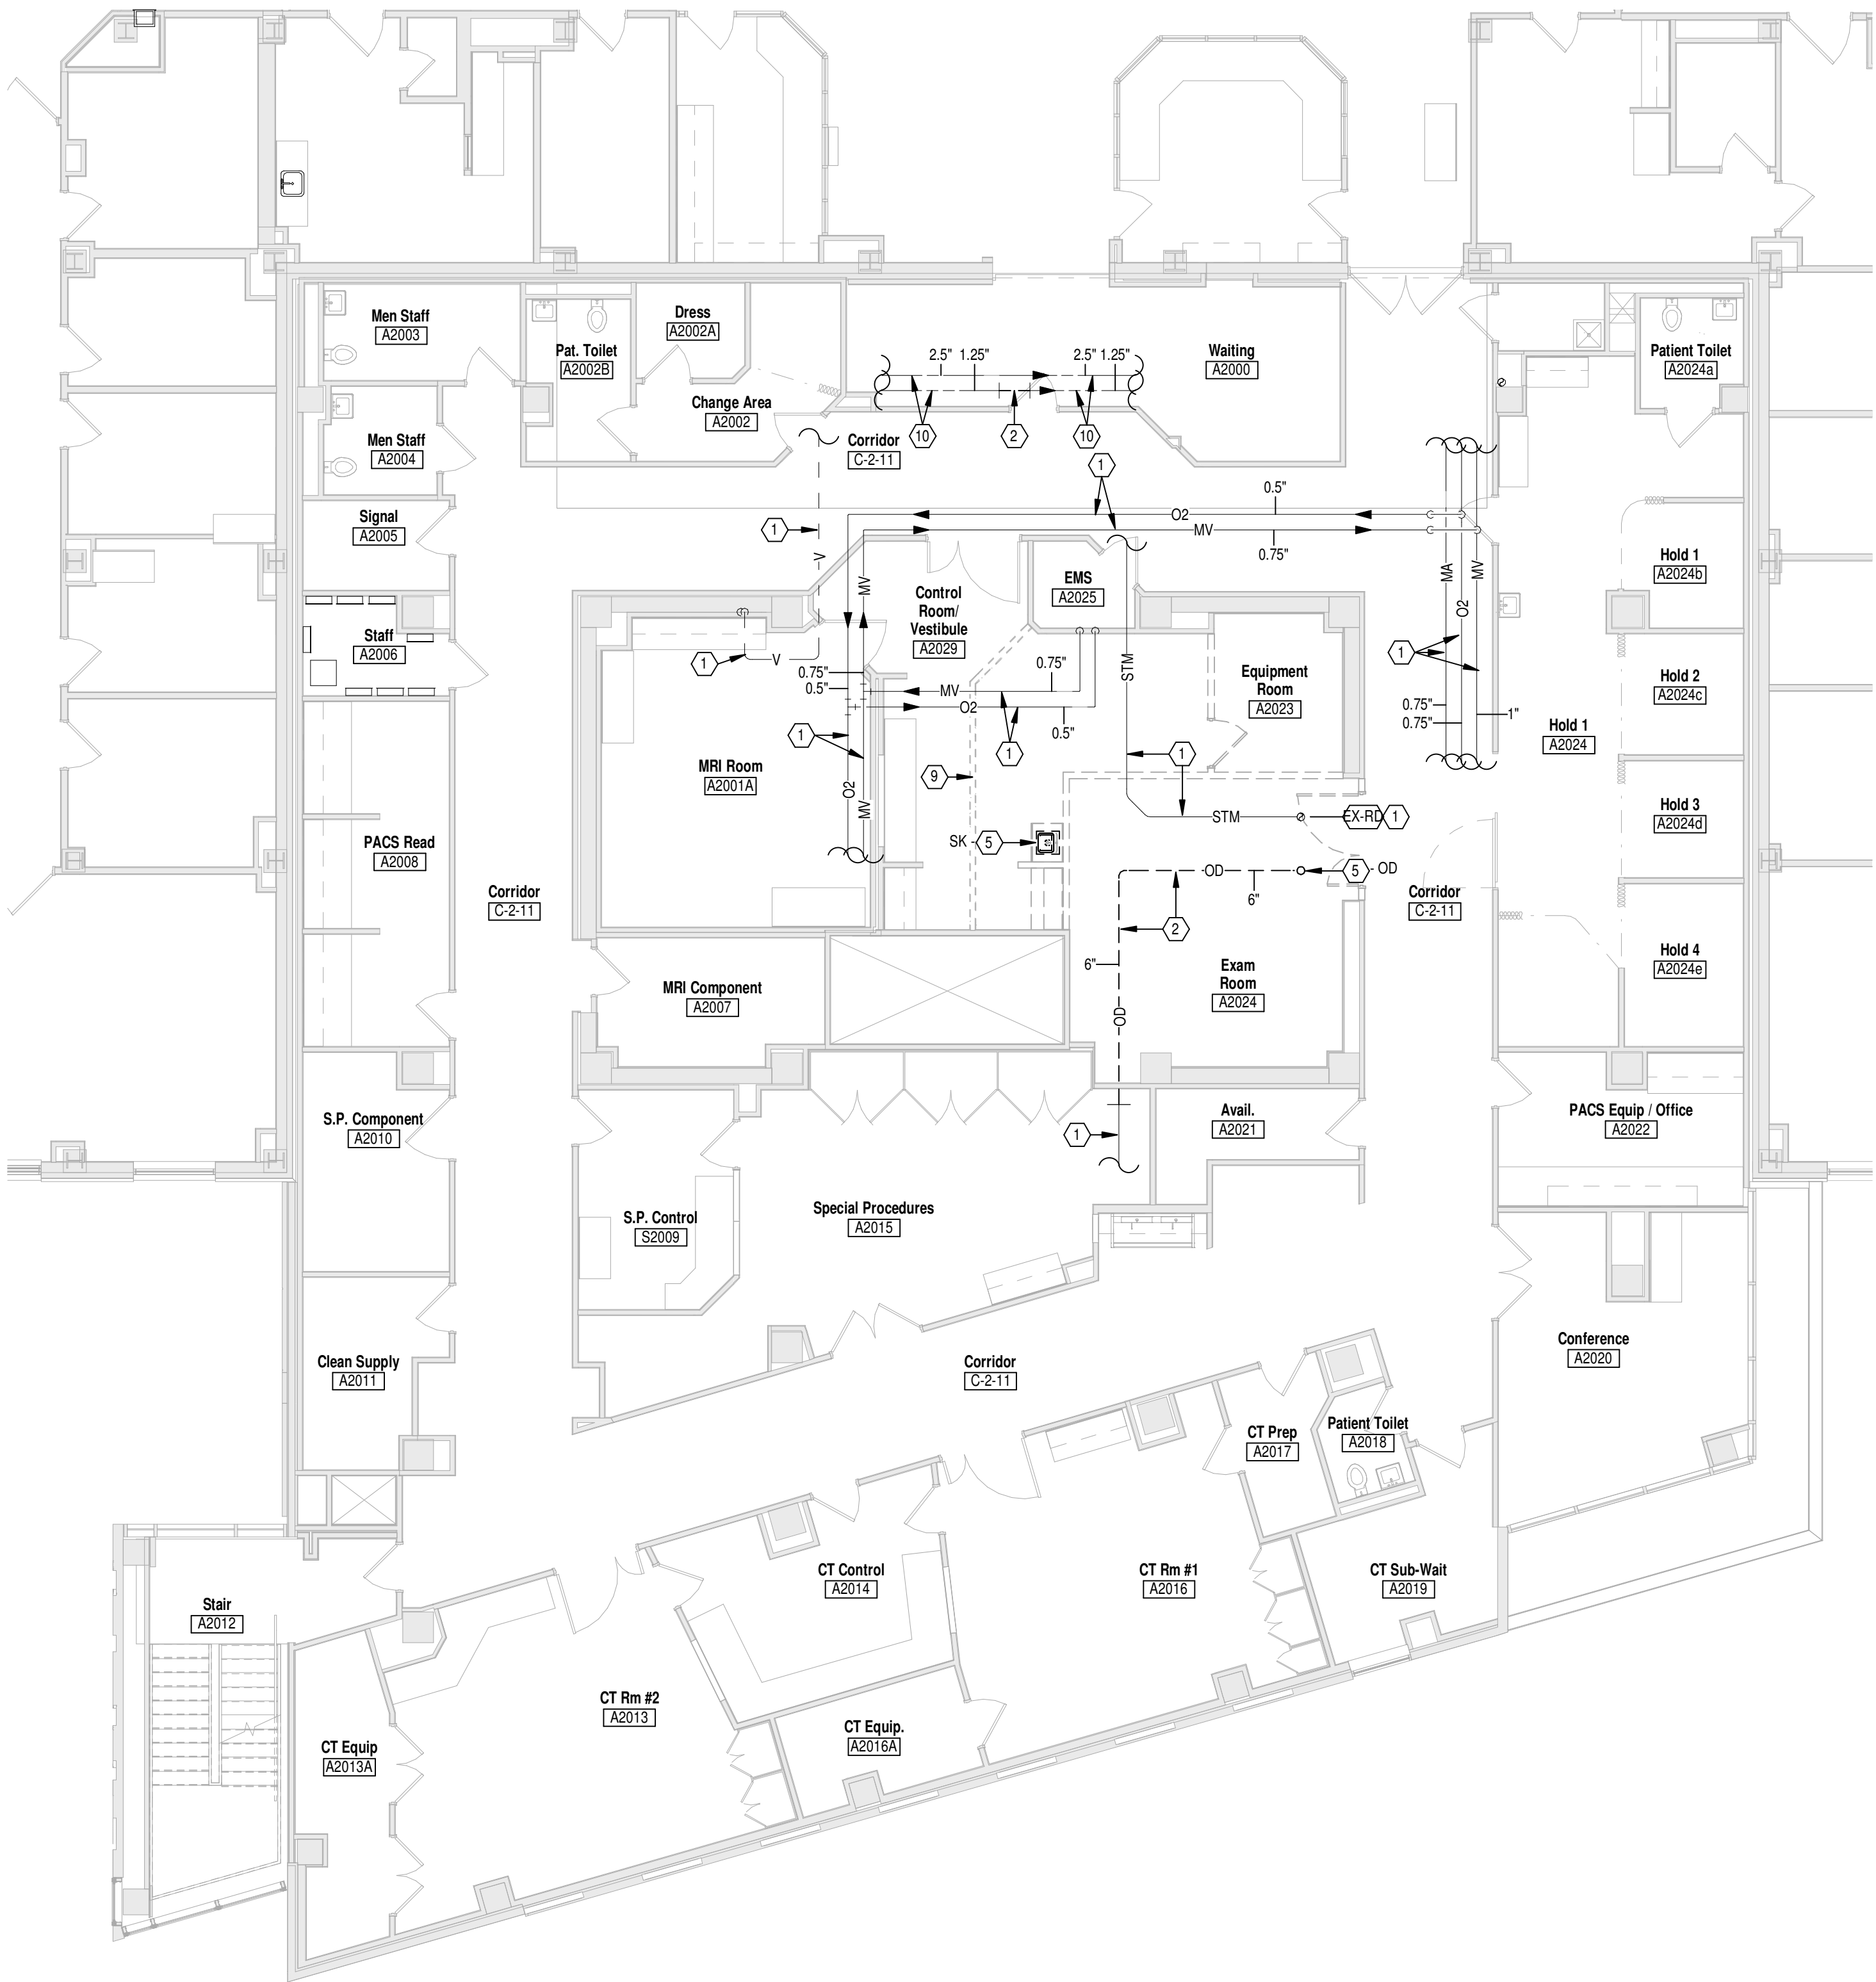 Men Staff
A2003
Dress
A2002A
Pat. Toilet
A2002B
Change Area
A2002
2.5" 1.25"
2.5" 1.25"
Waiting
A2000
Patient Toilet
A2024a
10
2
10
Men Staff
A2004
Corridor
C-2-11
1
0.5"
O2
MV
0.75"
Signal
A2005
1
V
MV
EMS
A2025
MA
O2
MV
Hold 1
A2024b
Control
Room/
Vestibule
A2029
Staff
A2006
1
V
0.75"
0.5"
0.75"
MV
O2
0.5"
STM
Equipment
Room
A2023
1
0.75"
0.75"
1"
Hold 2
A2024c
Hold 1
A2024
1
1
1
MRI Room
A2001A
9
O2
MV
STM
EX-RD
1
Hold 3
A2024d
PACS Read
A2008
SK
5
OD
6"
5
OD
Corridor
C-2-11
Corridor
C-2-11
2
6"
OD
Exam
Room
A2024
Hold 4
A2024e
MRI Component
A2007
S.P. Component
A2010
1
Avail.
A2021
PACS Equip / Office
A2022
S.P. Control
S2009
Special Procedures
A2015
Clean Supply
A2011
Corridor
C-2-11
Conference
A2020
CT Prep
A2017
Patient Toilet
A2018
CT Control
A2014
CT Rm #1
A2016
CT Sub-Wait
A2019
Stair
A2012
CT Rm #2
A2013
CT Equip.
A2016A
CT Equip
A2013A